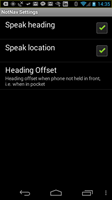 14:35
NotNav Settings
Speak heading
Speak location
Heading Offset
Heading offset when phone not held in front,
i.e. when in pocket